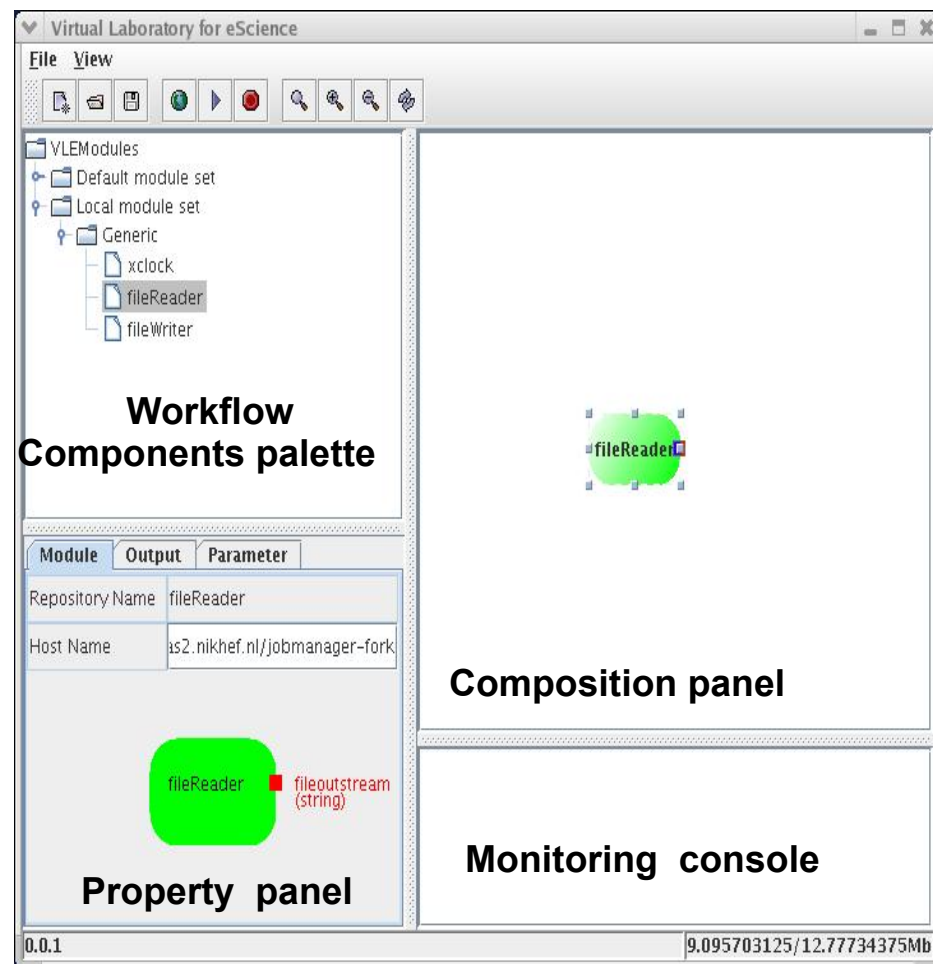 Virtual Laboratory for eScience
File View
VLEModules
Default module set
Local module set
Generic
xclock
fileReader
fileWriter
Workflow
Components palette
Module Output Parameter
Repository Name fileReader
Host Name as2.nikhef.nl/jobmanager-fork
fileReader
fileoutstream
(string)
Property panel
fileReader
Composition panel
Monitoring console
0.0.1
9.095703125/12.77734375Mb